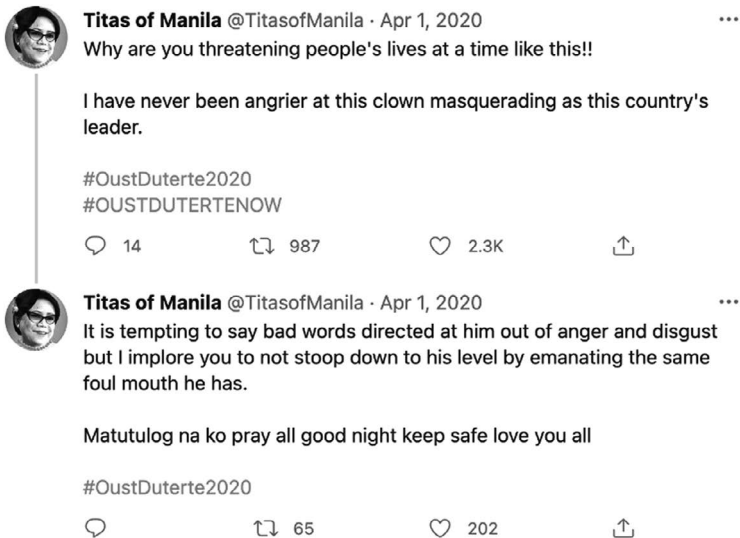 Titas of Manila @TitasofManila · Apr 1, 2020
Why are you threatening people's lives at a time like this!!
I have never been angrier at this clown masquerading as this country's
leader.
#OustDuterte2020
#OUSTDUTERTENOW
14 987 2.3K
Titas of Manila @TitasofManila · Apr 1, 2020
It is tempting to say bad words directed at him out of anger and disgust
but I implore you to not stoop down to his level by emanating the same
foul mouth he has.
Matutulog na ko pray all good night keep safe love you all
#OustDuterte2020
65 202